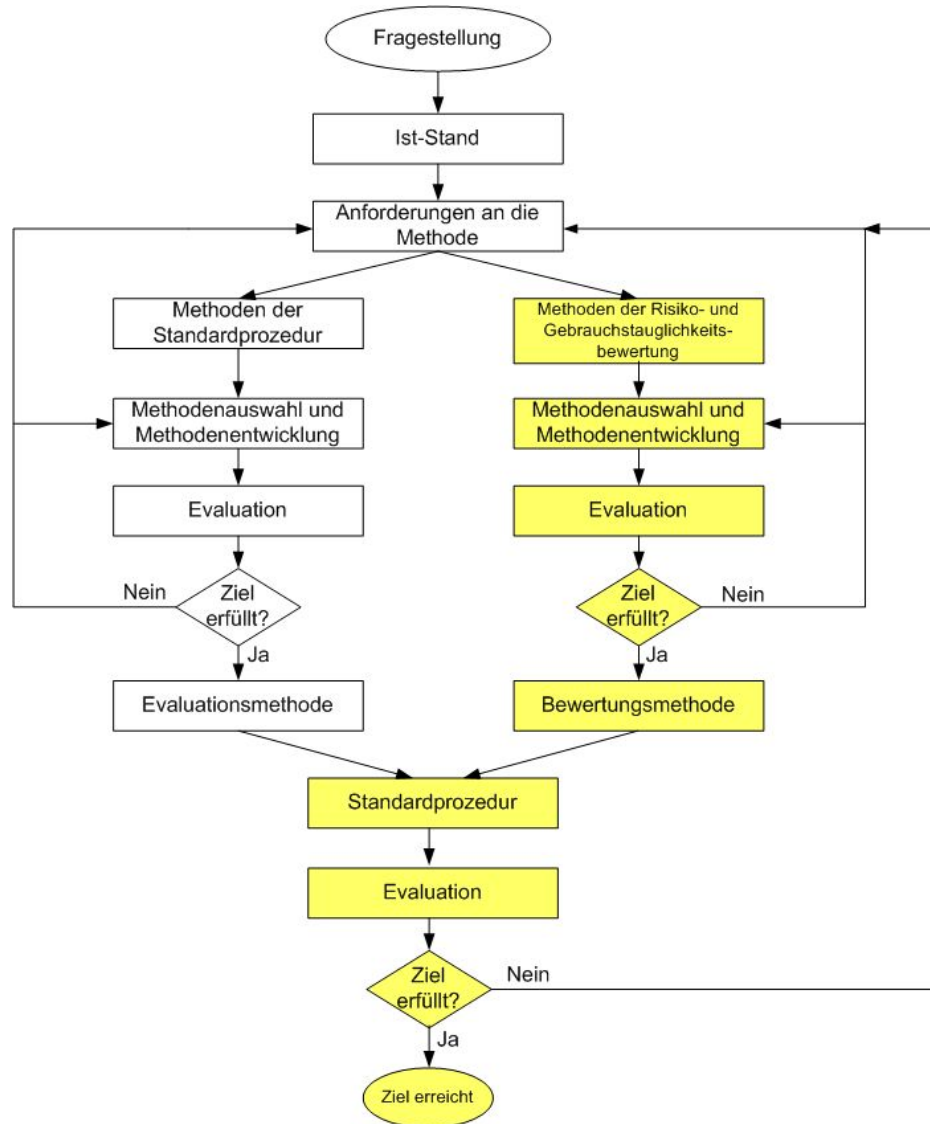 Fragestellung
Ist-Stand
Anforderungen an die
Methode
Methoden der
Standardprozedur
Methoden der Risiko- und
Gebrauchstauglichkeits-
bewertung
Methodenauswahl und
Methodenentwicklung
Methodenauswahl und
Methodenentwicklung
Evaluation
Evaluation
Nein
Ziel
erfüllt?
Ziel
erfüllt?
Nein
Ja
Ja
Evaluationsmethode
Bewertungsmethode
Standardprozedur
Evaluation
Ziel
erfüllt?
Nein
Ja
Ziel erreicht